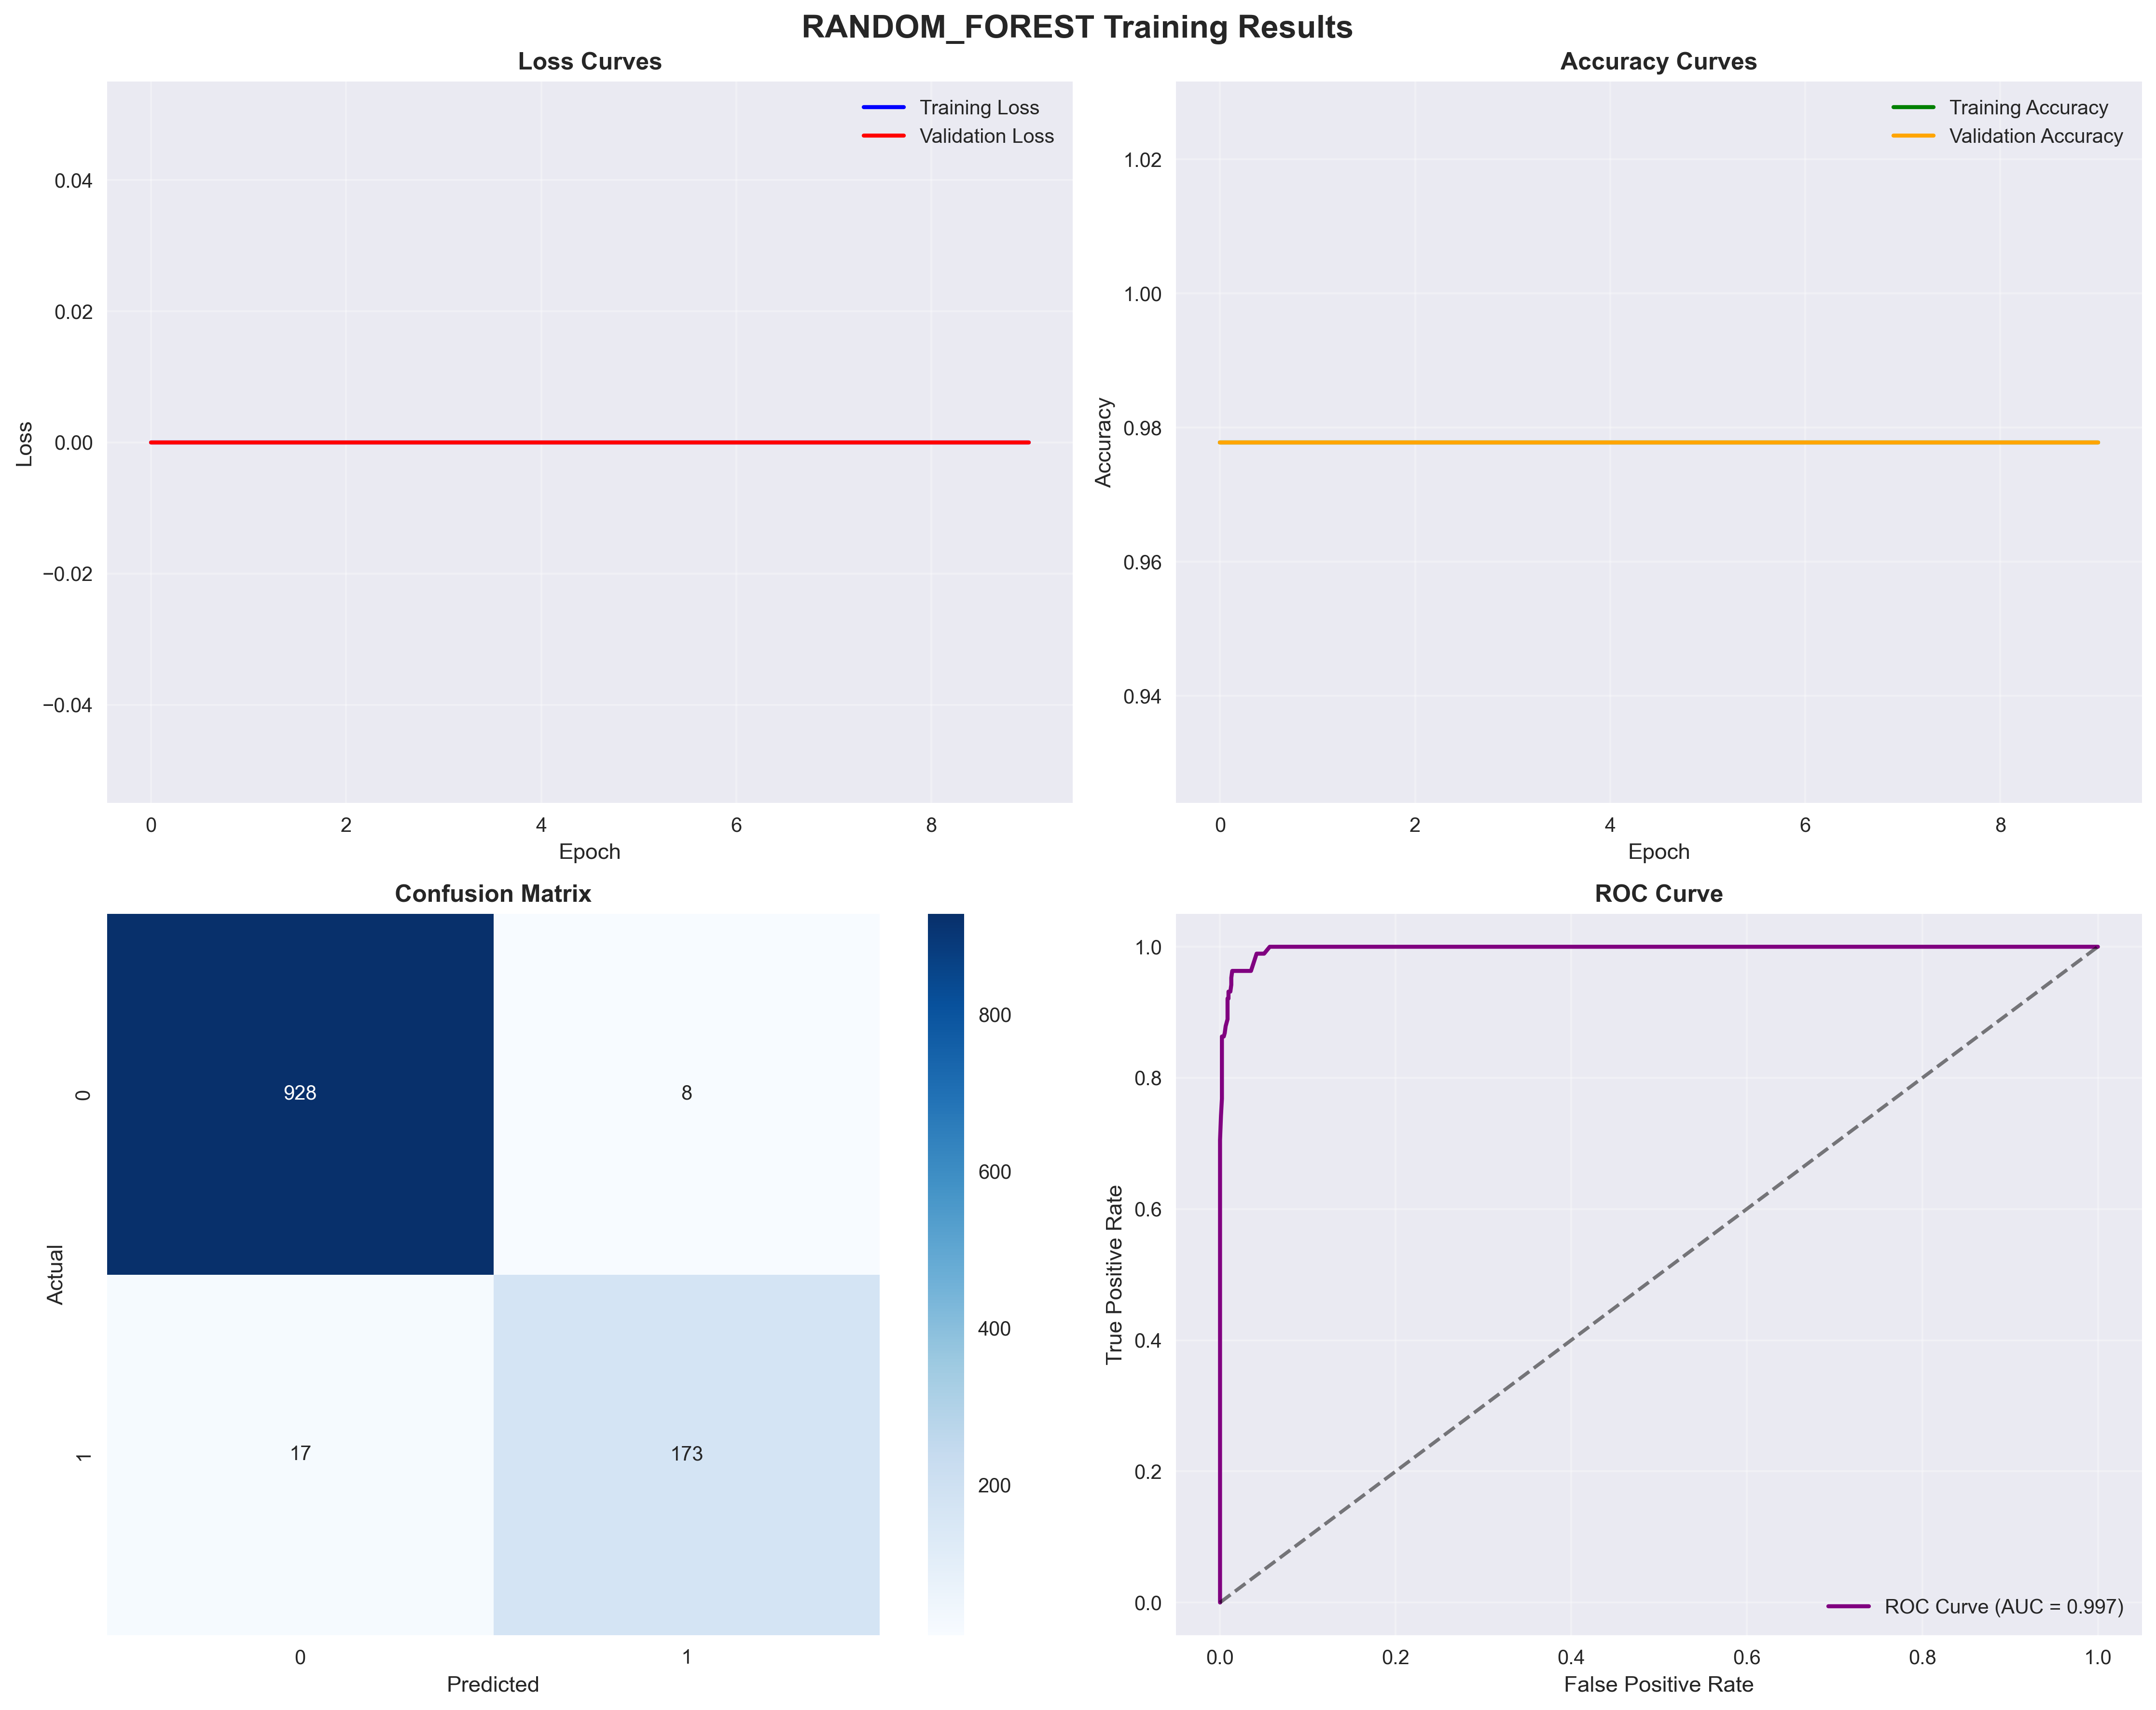 RANDOM_FOREST Training Results
Loss Curves
Training Loss
Validation Loss
0.04
0.02
0.00
−0.02
−0.04
Loss
0 2 4 6 8
Epoch
Accuracy Curves
Training Accuracy
Validation Accuracy
1.02
1.00
0.98
0.96
0.94
Accuracy
0 2 4 6 8
Epoch
Confusion Matrix
928 8
17 173
0
1
Actual
0 1
Predicted
800
600
400
200
ROC Curve
1.0
0.8
0.6
0.4
0.2
0.0
True Positive Rate
ROC Curve (AUC = 0.997)
0.0 0.2 0.4 0.6 0.8 1.0
False Positive Rate